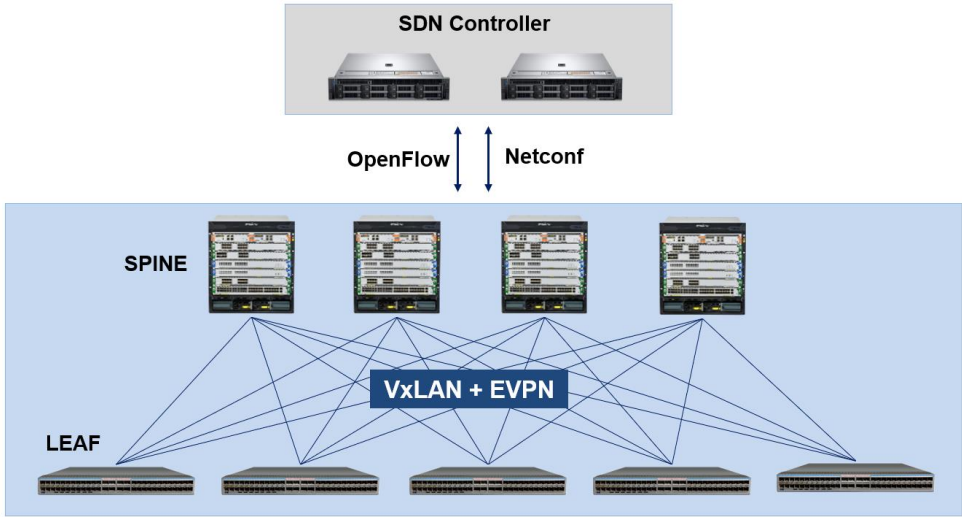 SDN Controller
OpenFlow
Netconf
SPINE
VxLAN + EVPN
LEAF